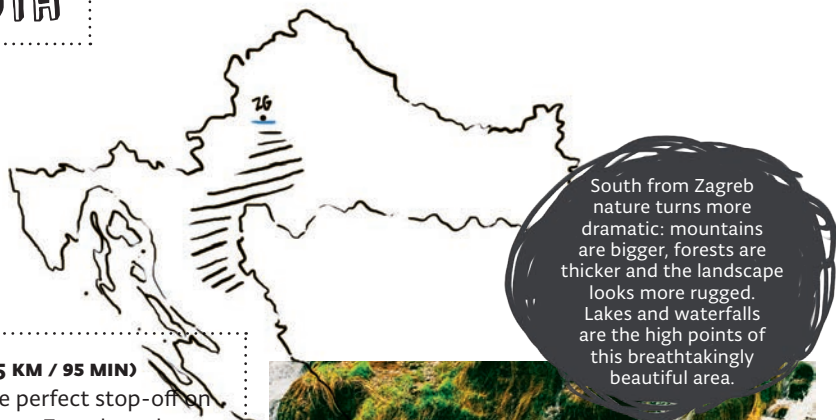 ZG
South from Zagreb
nature turns more
dramatic: mountains
are bigger, forests are
thicker and the landscape
looks more rugged.
Lakes and waterfalls
are the high points of
this breathtakingly
beautiful area.
KM / 95 MIN)
perfect stop-off on